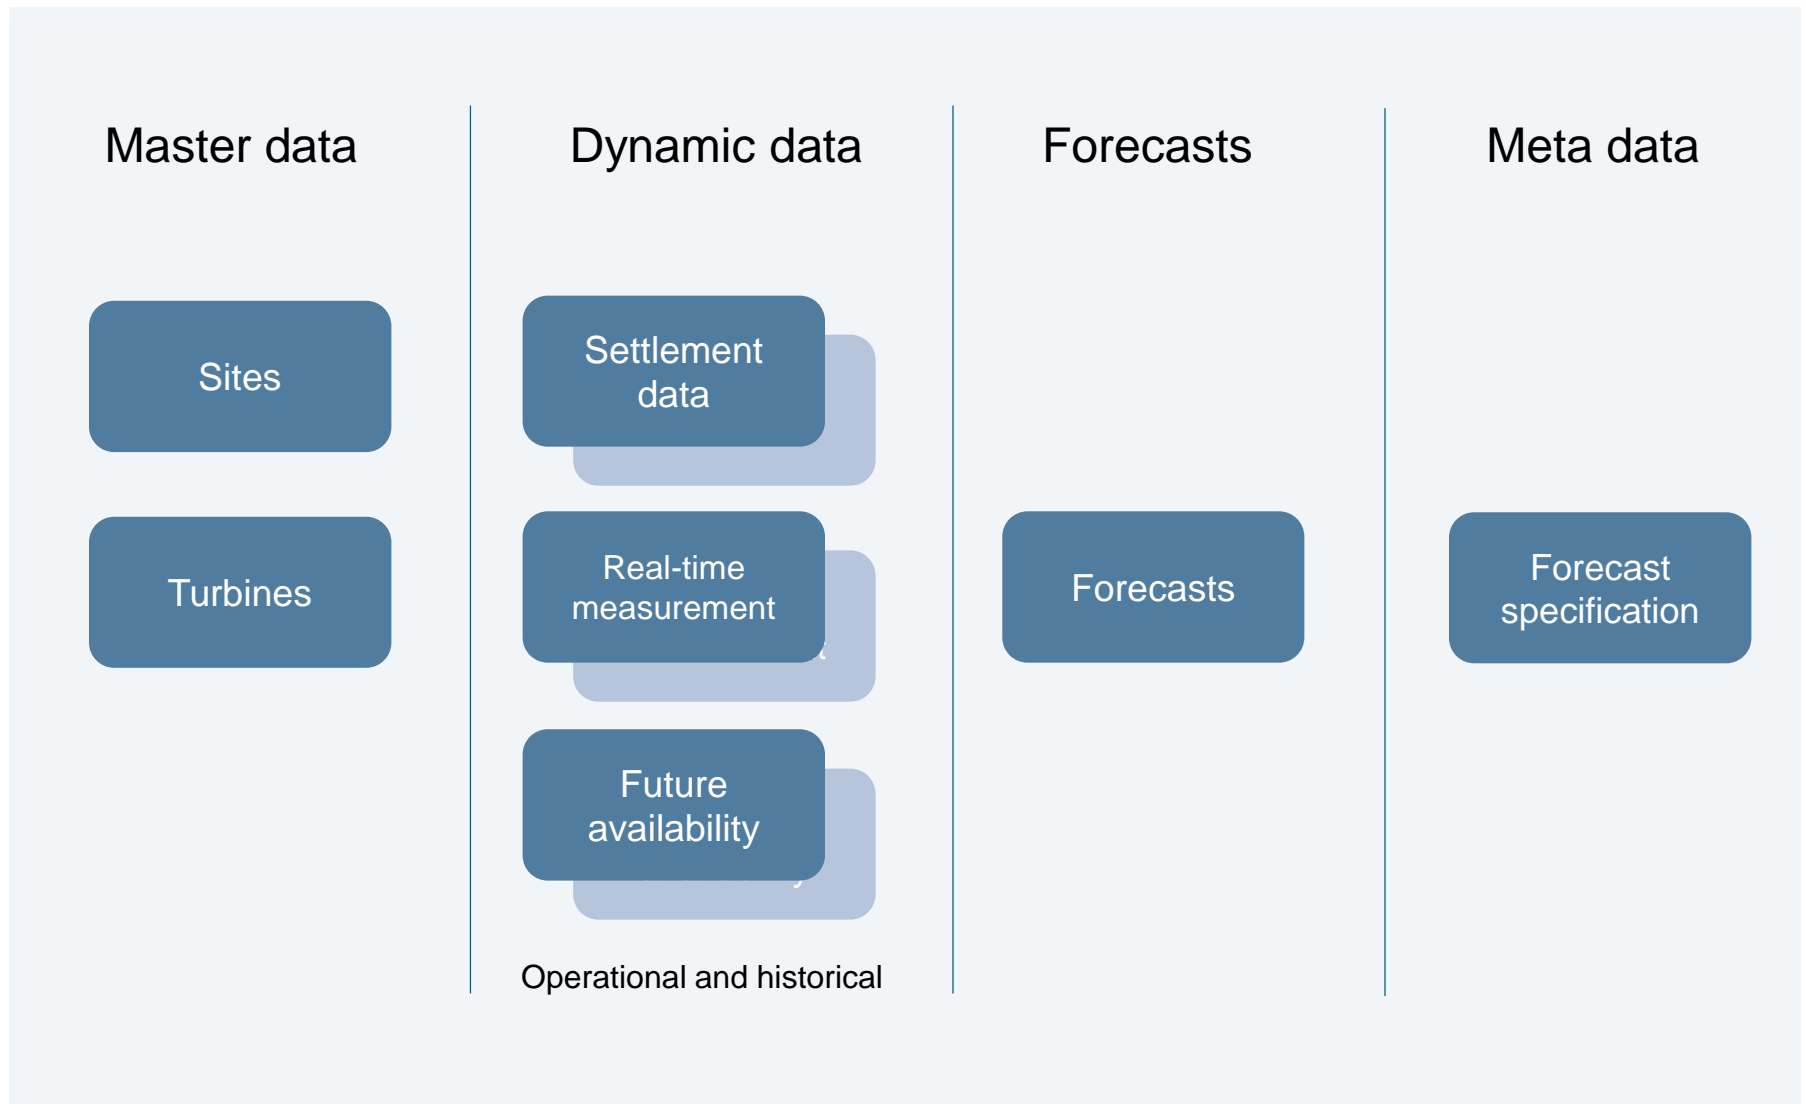 Master data
Dynamic data
Forecasts
Meta data
Sites
Turbines
Settlement
data
Real-time
measurement
Future
availability
Operational and historical
Forecasts
Forecast
specification